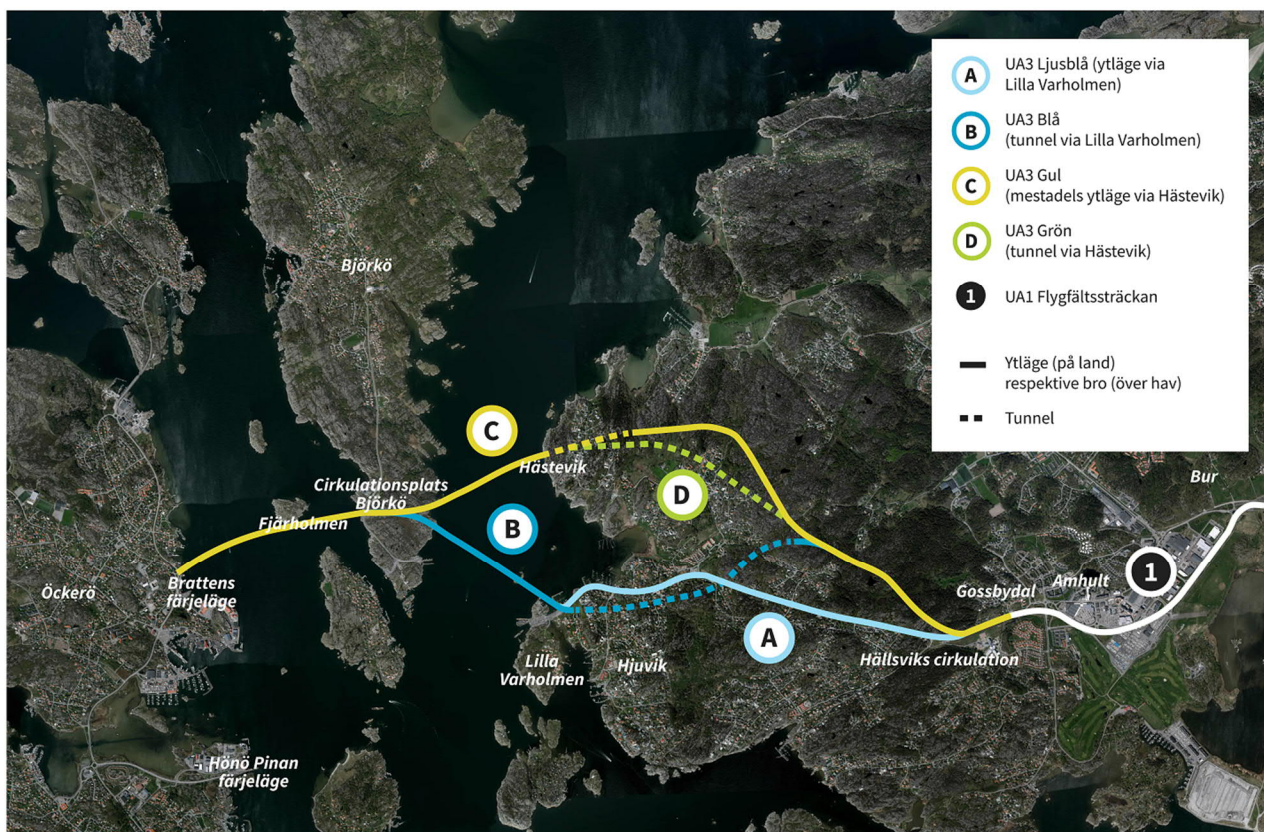 A
UA3 Ljusblå (ytläge via
Lilla Varholmen)
B
UA3 Blå
(tunnel via Lilla Varholmen)
C
UA3 Gul
(mestadels ytläge via Hästevik)
D
UA3 Grön
(tunnel via Hästevik)
1
UA1 Flygfältssträckan
Ytläge (på land)
respektive bro (över hav)
Tunnel
Björkö
C
Hästevik
Cirkulationsplats
Björkö
D
Bur
Fjärholmen
B
1
Brattens
färjeläge
Öckerö
Gossbydal
Amhult
A
Lilla
Varholmen
Hjuvik
Hällsviks cirkulation
Hönö Pinan
färjeläge